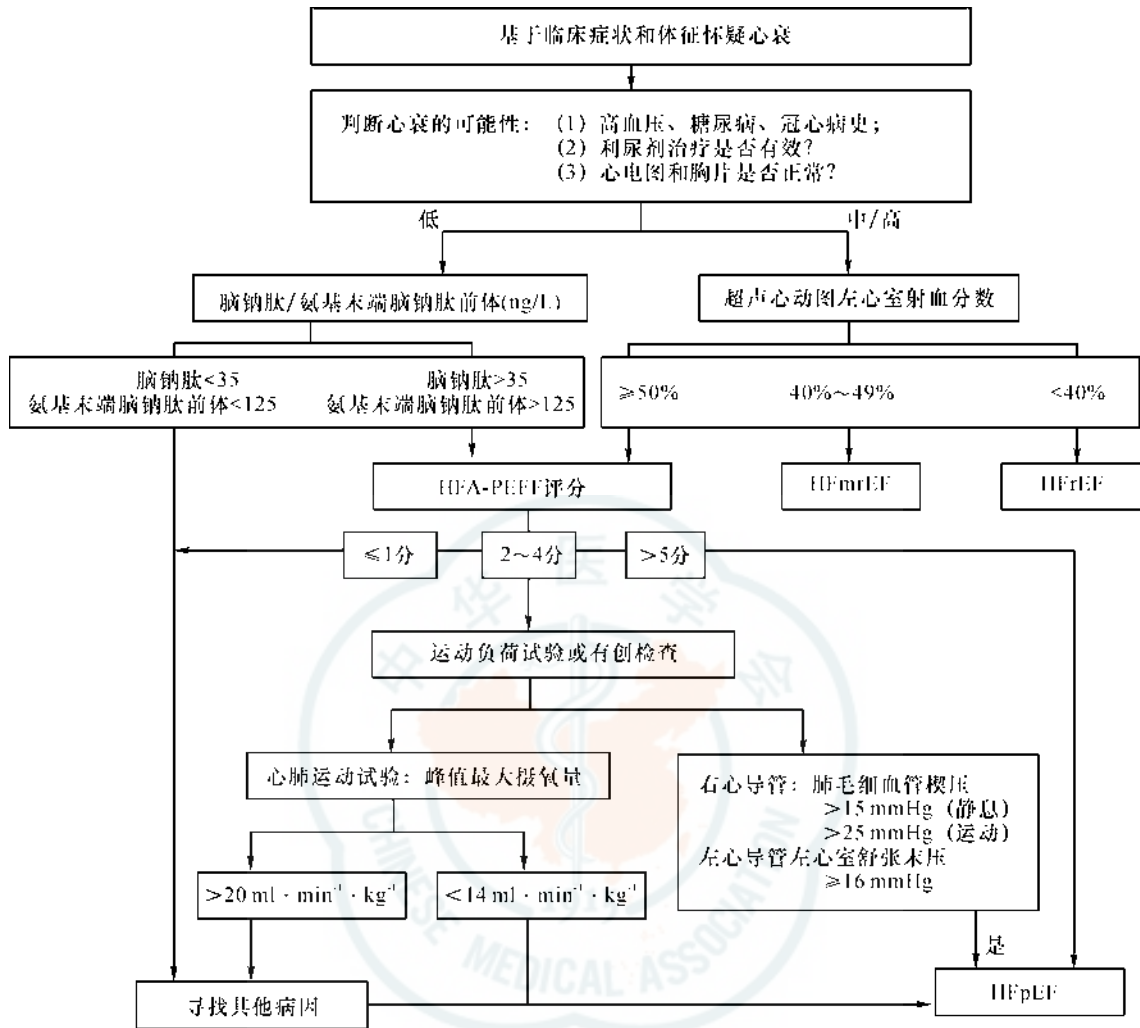 基于临床症状和体征怀疑心衰
判断心衰的可能性：（1）高血压、糖尿病、冠心病史；
（2）利尿剂治疗是否有效？
（3）心电图和胸片是否正常？
低
中/高
脑钠肽/氨基末端脑钠肽前体(ng/L)
超声心动图左心室射血分数
脑钠肽<35
氨基末端脑钠肽前体<125
脑钠肽>35
氨基末端脑钠肽前体>125
≥50%
40%～49%
<40%
HFA-PEFF评分
HFmrEF
HFrEF
≤1分
2～4分
>5分
运动负荷试验或有创检查
心肺运动试验：峰值最大摄氧量
右心导管：肺毛细血管楔压
>15 mmHg（静息）
>25 mmHg（运动）
左心导管左心室舒张末压
≥16 mmHg
>20 ml · min⁻¹ · kg⁻¹
<14 ml · min⁻¹ · kg⁻¹
是
寻找其他病因
HFpEF
中华医学会
CHINESE MEDICAL ASSOCIATION